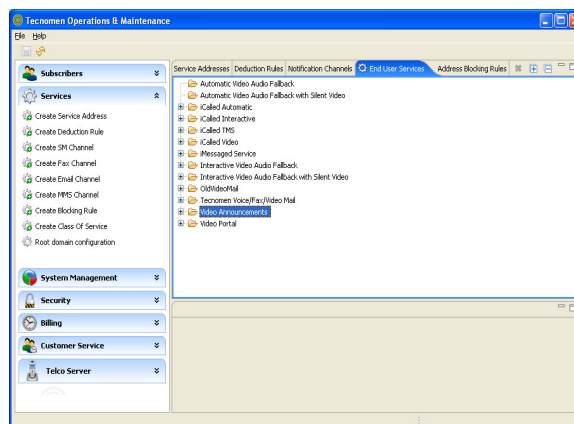 Tecnomen Operations & Maintenance
File Help
Subscribers
Services
Create Service Address
Create Deduction Rule
Create SM Channel
Create Fax Channel
Create Email Channel
Create MMS Channel
Create Blocking Rule
Create Class Of Service
Root domain configuration
System Management
Security
Billing
Customer Service
Telco Server
Service Addresses Deduction Rules Notification Channels End User Services Address Blocking Rules
Automatic Video Audio Fallback
Automatic Video Audio Fallback with Silent Video
iCalled Automatic
iCalled Interactive
iCalled TMS
iCalled Video
iMessaged Service
Interactive Video Audio Fallback
Interactive Video Audio Fallback with Silent Video
OldVideoMail
Tecnomen Voice/Fax/Video Mail
Video Announcements
Video Portal